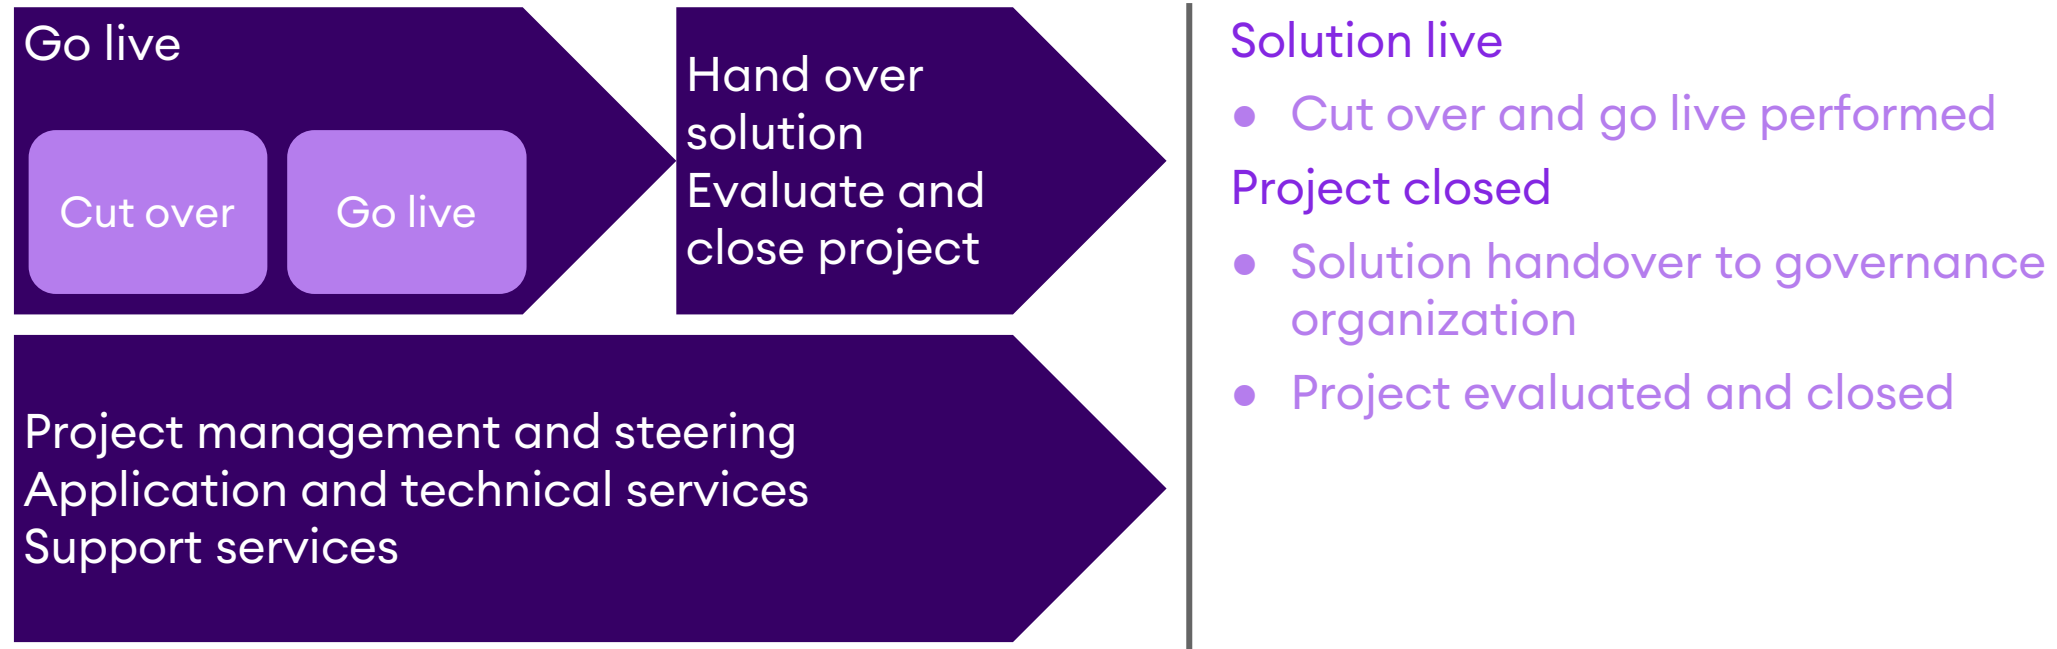 Go live
Cut over
Go live
Hand over
solution
Evaluate and
close project
Project management and steering
Application and technical services
Support services
Solution live
● Cut over and go live performed
Project closed
● Solution handover to governance
organization
● Project evaluated and closed